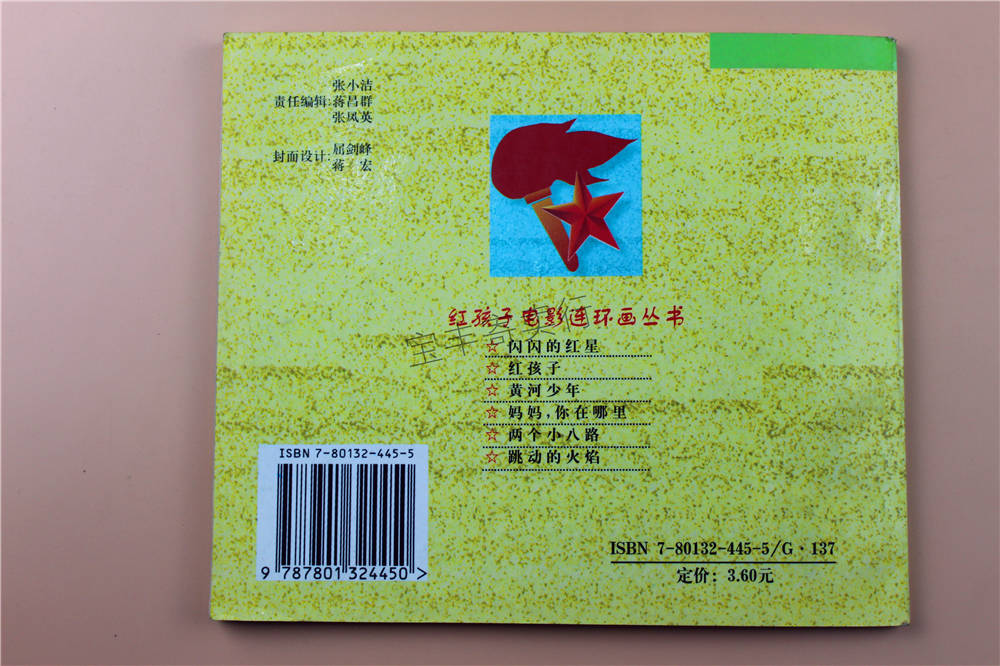 张小洁
责任编辑:蒋昌群
张凤英
封面设计:屈剑峰
蒋 宏
红孩子电影连环画丛书
☆ 闪闪的红星
☆ 红孩子
☆ 黄河少年
☆ 妈妈,你在哪里
☆ 两个小八路
☆ 跳动的火焰
ISBN 7-80132-445-5
9 787801 324450 >
ISBN 7-80132-445-5/G·137
定价: 3.60元